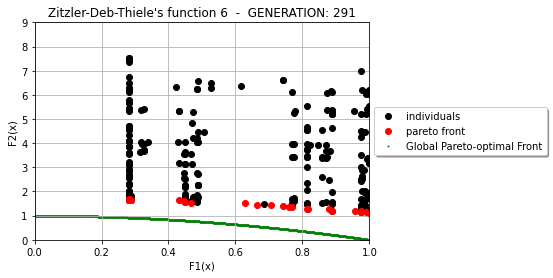 Zitzler-Deb-Thiele's function 6 - GENERATION: 291
F2(x)
9
8
7
6
5
4
3
2
1
0
0.0 0.2 0.4 0.6 0.8 1.0
F1(x)
individuals
pareto front
Global Pareto-optimal Front